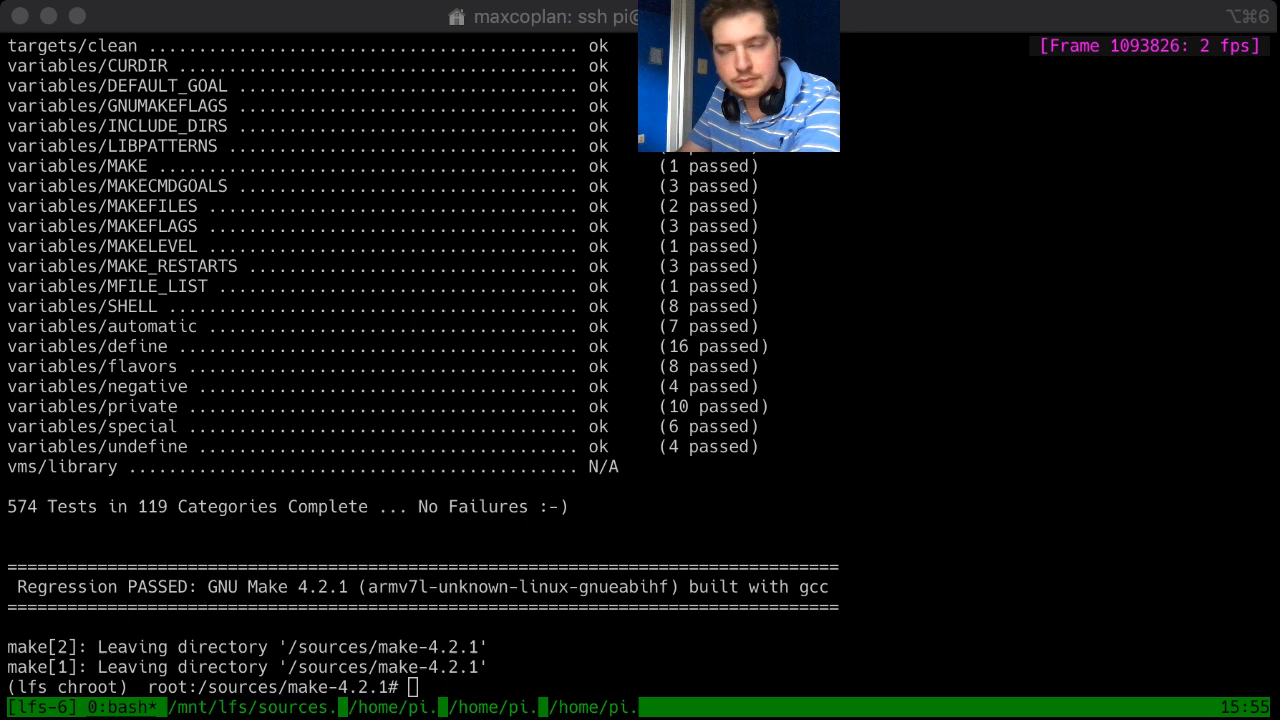 maxcoplan: ssh pi@
⌥⌘6
targets/clean ........................................... ok
[Frame 1093826: 2 fps]
variables/CURDIR ........................................ ok
variables/DEFAULT_GOAL .................................. ok
variables/GNUMAKEFLAGS .................................. ok
variables/INCLUDE_DIRS .................................. ok
variables/LIBPATTERNS ................................... ok
variables/MAKE .......................................... ok     (1 passed)
variables/MAKECMDGOALS .................................. ok     (3 passed)
variables/MAKEFILES ..................................... ok     (2 passed)
variables/MAKEFLAGS ..................................... ok     (3 passed)
variables/MAKELEVEL ..................................... ok     (1 passed)
variables/MAKE_RESTARTS ................................. ok     (3 passed)
variables/MFILE_LIST .................................... ok     (1 passed)
variables/SHELL ......................................... ok     (8 passed)
variables/automatic ..................................... ok     (7 passed)
variables/define ........................................ ok     (16 passed)
variables/flavors ....................................... ok     (8 passed)
variables/negative ...................................... ok     (4 passed)
variables/private ....................................... ok     (10 passed)
variables/special ....................................... ok     (6 passed)
variables/undefine ...................................... ok     (4 passed)
vms/library ............................................. N/A
574 Tests in 119 Categories Complete ... No Failures :-)
===================================================================================
Regression PASSED: GNU Make 4.2.1 (armv7l-unknown-linux-gnueabihf) built with gcc
===================================================================================
make[2]: Leaving directory '/sources/make-4.2.1'
make[1]: Leaving directory '/sources/make-4.2.1'
(lfs chroot)  root:/sources/make-4.2.1#
[lfs-6] 0:bash* /mnt/lfs/sources. /home/pi. /home/pi. /home/pi. 15:55